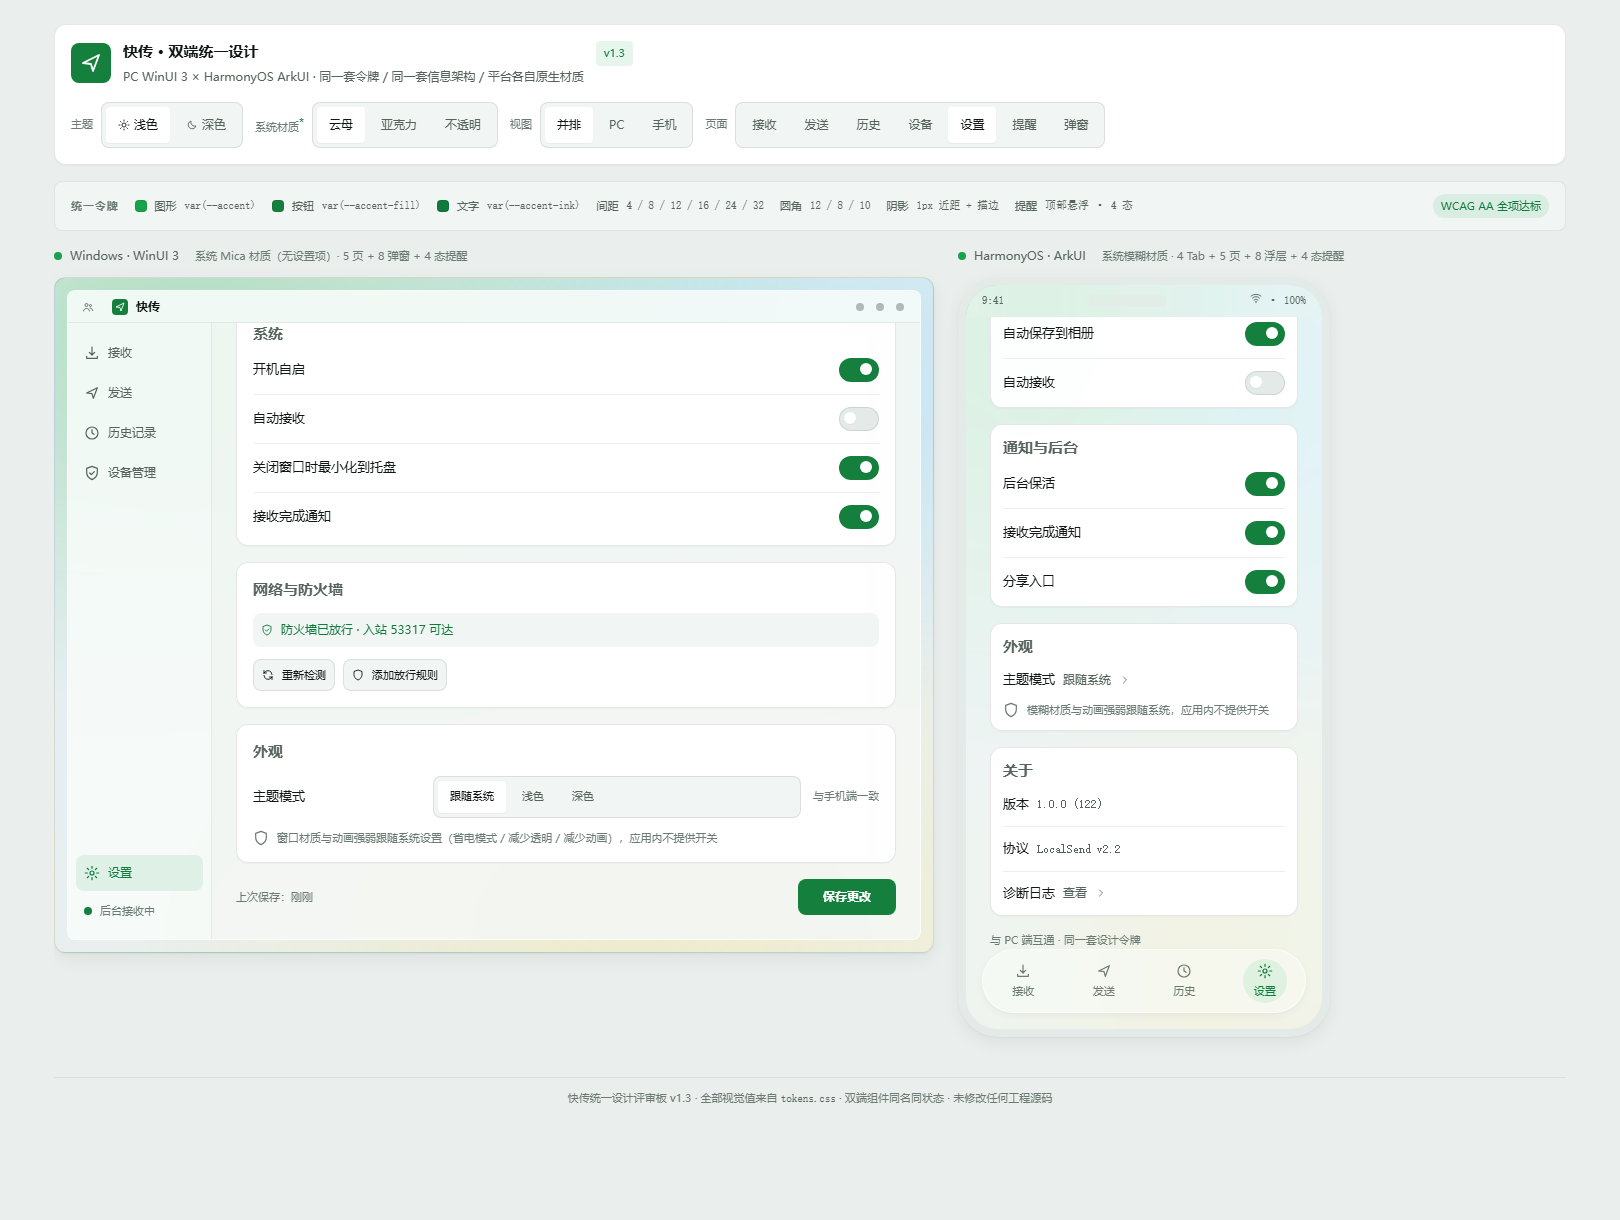 快传 · 双端统一设计
v1.3
PC WinUI 3 × HarmonyOS ArkUI · 同一套令牌 / 同一套信息架构 / 平台各自原生材质
主题 浅色 深色 系统材质* 云母 亚克力 不透明 视图 并排 PC 手机 页面 接收 发送 历史 设备 设置 提醒 弹窗
统一令牌 图形 var(--accent) 按钮 var(--accent-fill) 文字 var(--accent-ink) 间距 4 / 8 / 12 / 16 / 24 / 32 圆角 12 / 8 / 10 阴影 1px 近距 + 描边 提醒 顶部悬浮 · 4 态 WCAG AA 全项达标
Windows · WinUI 3 系统 Mica 材质（无设置项）· 5 页 + 8 弹窗 + 4 态提醒
快传
接收
发送
历史记录
设备管理
设置
后台接收中
系统
开机自启
自动接收
关闭窗口时最小化到托盘
接收完成通知
网络与防火墙
防火墙已放行 · 入站 53317 可达
重新检测 添加放行规则
外观
主题模式 跟随系统 浅色 深色 与手机端一致
窗口材质与动画强弱跟随系统设置（省电模式 / 减少透明 / 减少动画），应用内不提供开关
上次保存：刚刚 保存更改
HarmonyOS · ArkUI 系统模糊材质 · 4 Tab + 5 页 + 8 浮层 + 4 态提醒
9:41 · 100%
自动保存到相册
自动接收
通知与后台
后台保活
接收完成通知
分享入口
外观
主题模式 跟随系统
模糊材质与动画强弱跟随系统，应用内不提供开关
关于
版本 1.0.0 (122)
协议 LocalSend v2.2
诊断日志 查看
与 PC 端互通 · 同一套设计令牌
接收 发送 历史 设置
快传统一设计评审板 v1.3 · 全部视觉值来自 tokens.css · 双端组件同名同状态 · 未修改任何工程源码